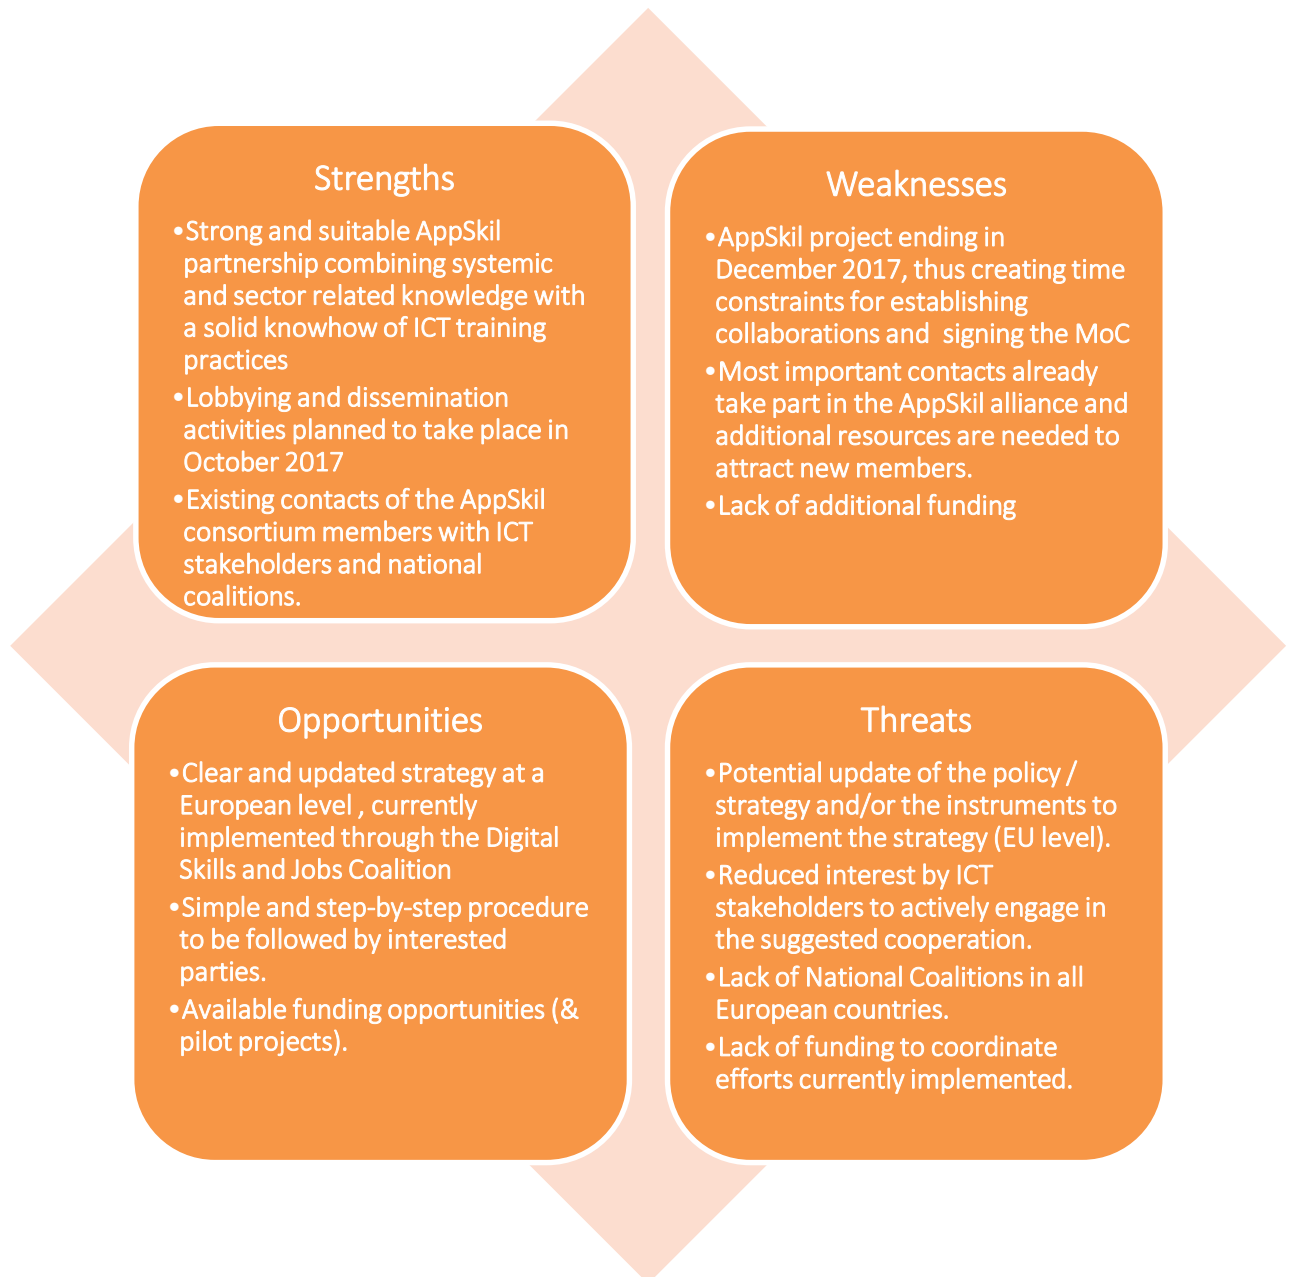 Strengths
•Strong and suitable AppSkil
partnership combining systemic
and sector related knowledge with
a solid knowhow of ICT training
practices
•Lobbying and dissemination
activities planned to take place in
October 2017
•Existing contacts of the AppSkil
consortium members with ICT
stakeholders and national
coalitions.
Weaknesses
•AppSkil project ending in
December 2017, thus creating time
constraints for establishing
collaborations and  signing the MoC
•Most important contacts already
take part in the AppSkil alliance and
additional resources are needed to
attract new members.
•Lack of additional funding
Opportunities
•Clear and updated strategy at a
European level , currently
implemented through the Digital
Skills and Jobs Coalition
•Simple and step-by-step procedure
to be followed by interested
parties.
•Available funding opportunities (&
pilot projects).
Threats
•Potential update of the policy /
strategy and/or the instruments to
implement the strategy (EU level).
•Reduced interest by ICT
stakeholders to actively engage in
the suggested cooperation.
•Lack of National Coalitions in all
European countries.
•Lack of funding to coordinate
efforts currently implemented.